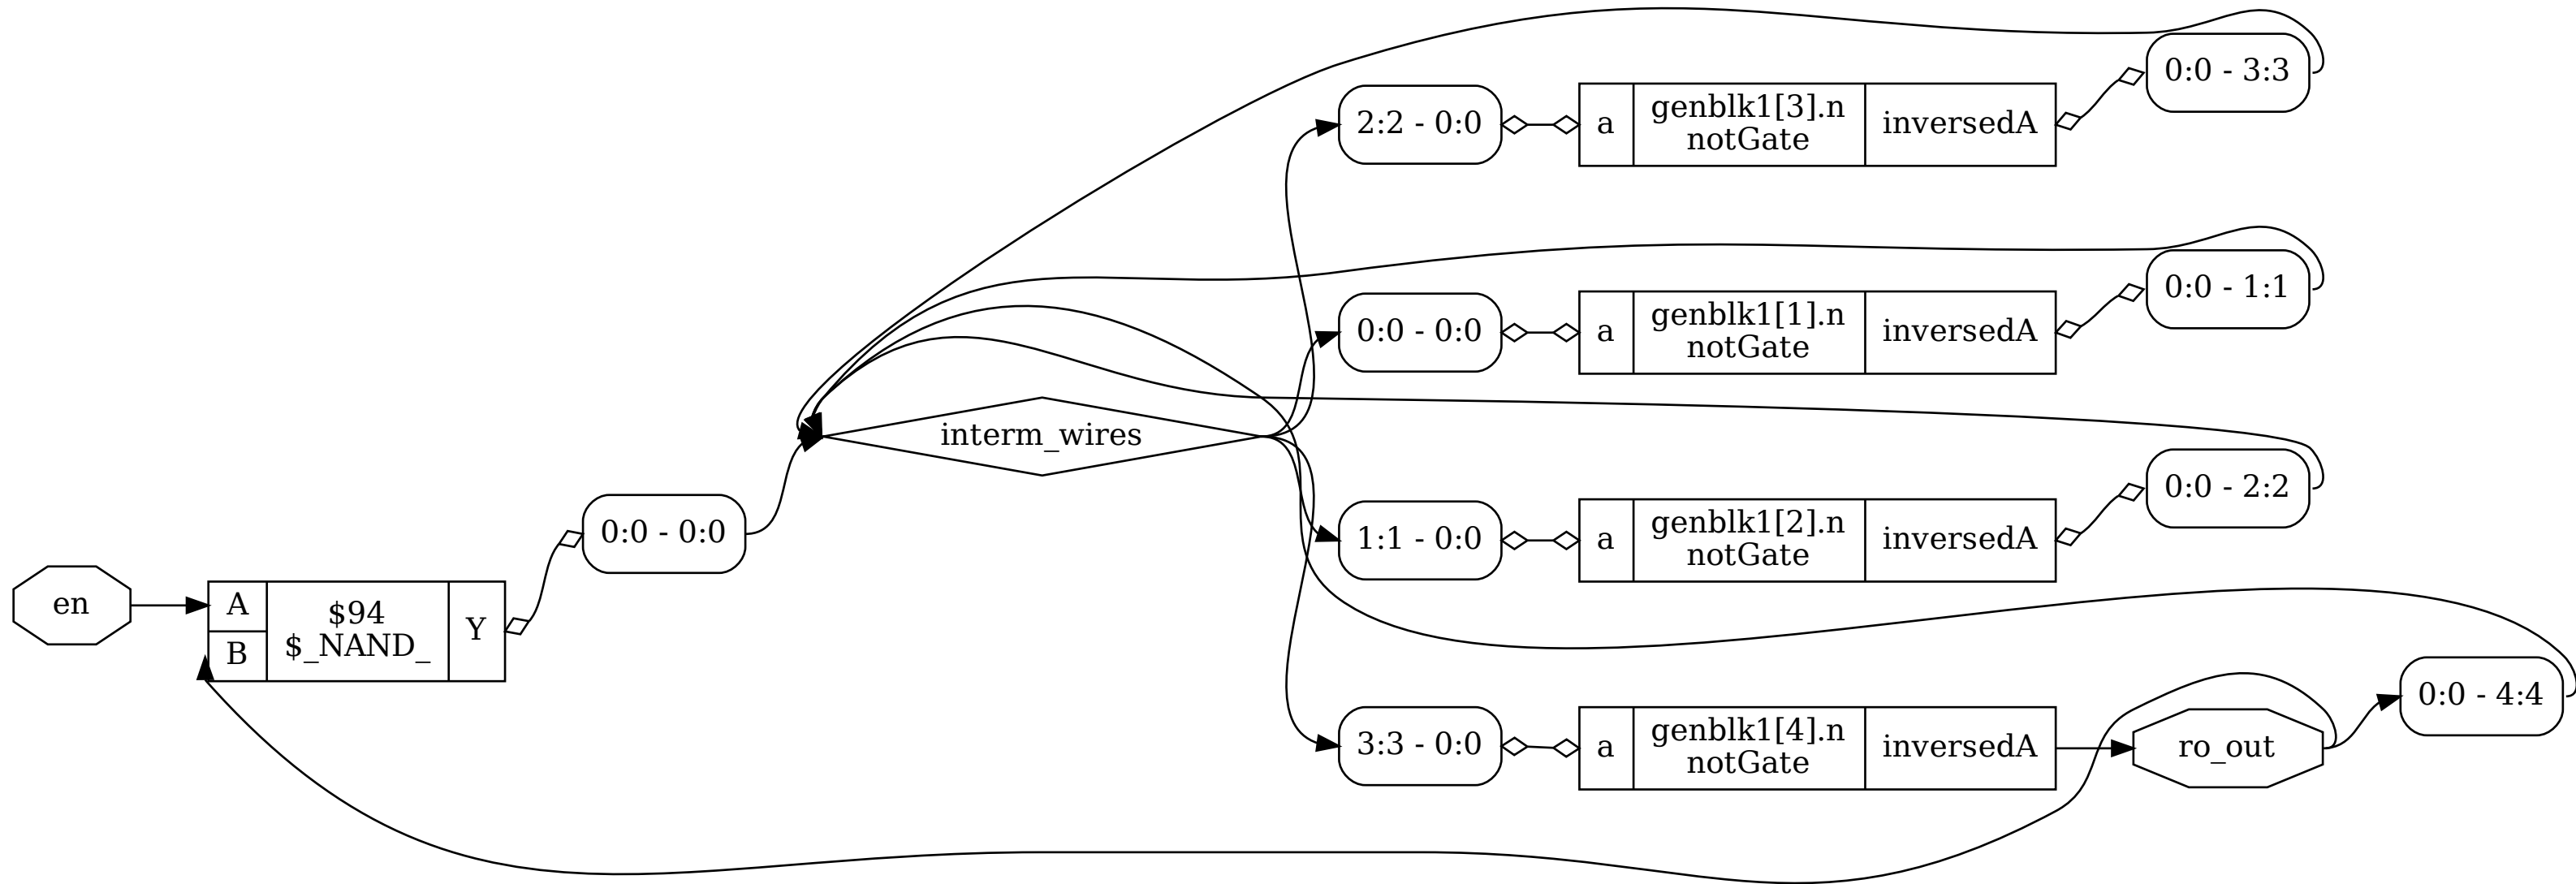 0:0 - 3:3
2:2 - 0:0
a
genblk1[3].n
notGate
inversedA
0:0 - 1:1
0:0 - 0:0
a
genblk1[1].n
notGate
inversedA
interm_wires
0:0 - 2:2
1:1 - 0:0
a
genblk1[2].n
notGate
inversedA
0:0 - 0:0
en
A
B
$94
$_NAND_
Y
0:0 - 4:4
3:3 - 0:0
a
genblk1[4].n
notGate
inversedA
ro_out